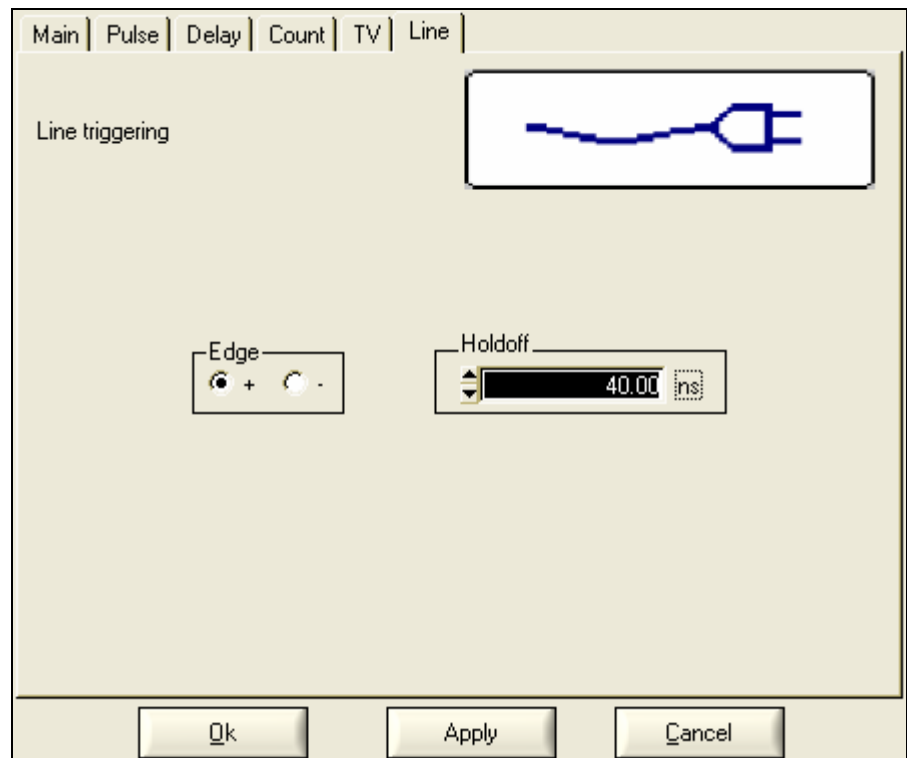 Main Pulse Delay Count TV Line
Line triggering
Edge
+ -
Holdoff
40.00 ns
Ok Apply Cancel